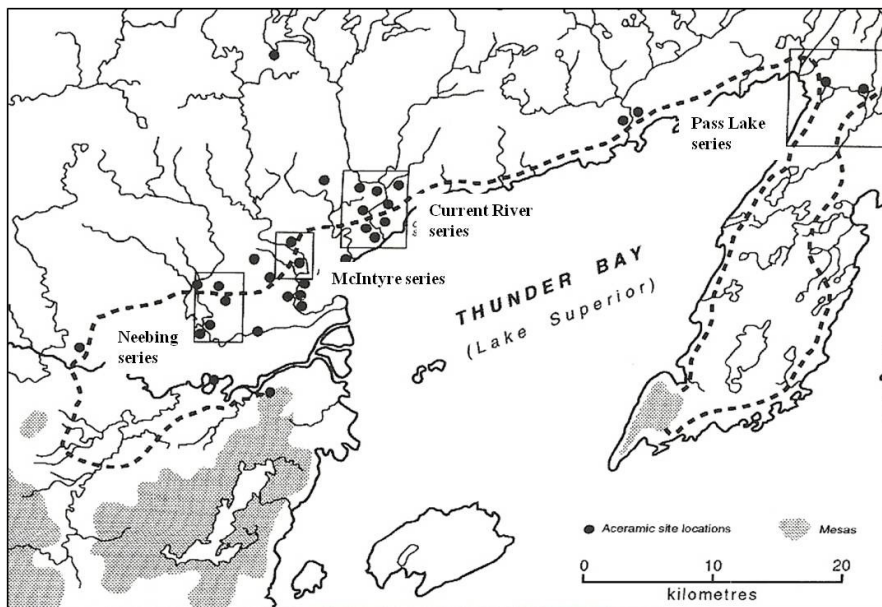 Pass Lake
series
Current River
series
McIntyre series
THUNDER BAY
(Lake Superior)
Neebing
series
Aceramic site locations
Mesas
0 10 20
kilometres